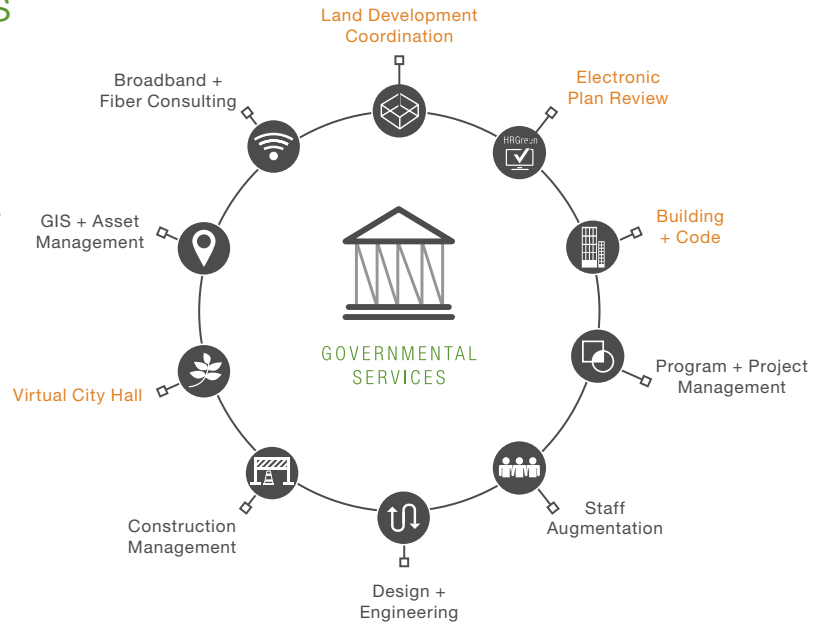 Land Development
Coordination
Electronic
Plan Review
HRGreen
Building
+ Code
Program + Project
Management
Staff
Augmentation
Design +
Engineering
Construction
Management
Virtual City Hall
GIS + Asset
Management
Broadband +
Fiber Consulting
GOVERNMENTAL
SERVICES